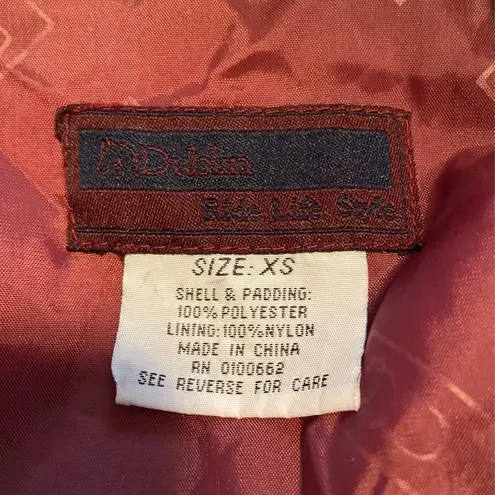 Dublin
Ride Life Style.
SIZE: XS
SHELL & PADDING:
100% POLYESTER
LINING:100%NYLON
MADE IN CHINA
RN 0100662
SEE REVERSE FOR CARE